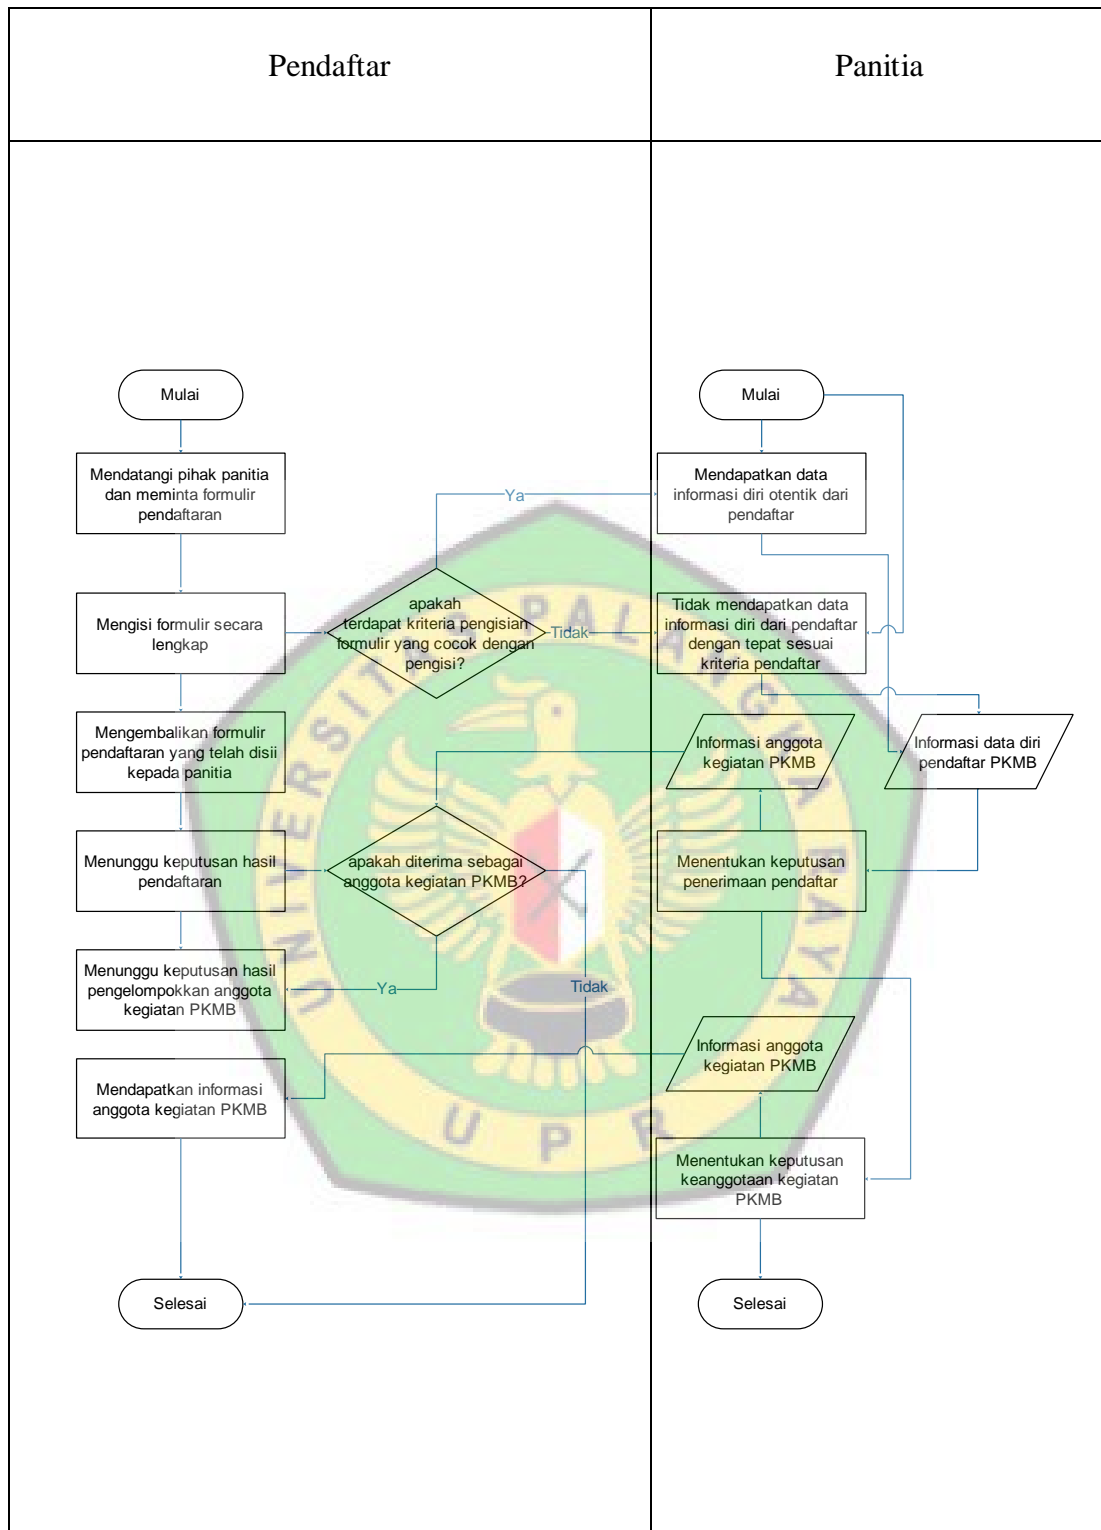 Pendaftar
Panitia
Mulai
Mulai
Mendatangi pihak panitia
dan meminta formulir
pendaftaran
Ya
Mendapatkan data
informasi diri otentik dari
pendaftar
Mengisi formulir secara
lengkap
apakah
terdapat kriteria pengisian
formulir yang cocok dengan
pengisi?
Tidak
Tidak mendapatkan data
informasi diri dari pendaftar
dengan tepat sesuai
kriteria pendaftar
Mengembalikan formulir
pendaftaran yang telah disii
kepada panitia
Informasi anggota
kegiatan PKMB
Informasi data diri
pendaftar PKMB
Menunggu keputusan hasil
pendaftaran
apakah diterima sebagai
anggota kegiatan PKMB?
Menentukan keputusan
penerimaan pendaftar
Menunggu keputusan hasil
pengelompokkan anggota
kegiatan PKMB
Ya
Tidak
Informasi anggota
kegiatan PKMB
Mendapatkan informasi
anggota kegiatan PKMB
Menentukan keputusan
keanggotaan kegiatan
PKMB
Selesai
Selesai
UNIVERSITAS PALANGKA RAYA
UPR